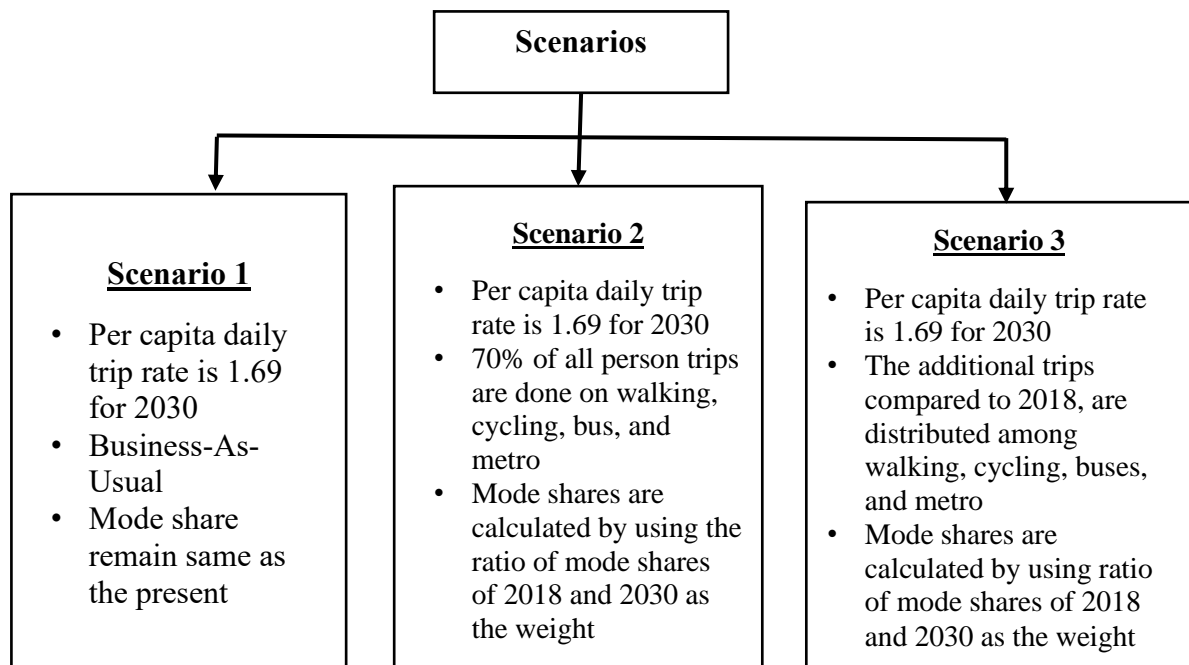 Scenarios
Scenario 1
• Per capita daily
trip rate is 1.69
for 2030
• Business-As-
Usual
• Mode share
remain same as
the present
Scenario 2
• Per capita daily trip
rate is 1.69 for 2030
• 70% of all person trips
are done on walking,
cycling, bus, and
metro
• Mode shares are
calculated by using the
ratio of mode shares
of 2018 and 2030 as
the weight
Scenario 3
• Per capita daily trip rate
is 1.69 for 2030
• The additional trips
compared to 2018, are
distributed among
walking, cycling, buses,
and metro
• Mode shares are
calculated by using ratio
of mode shares of 2018
and 2030 as the weight